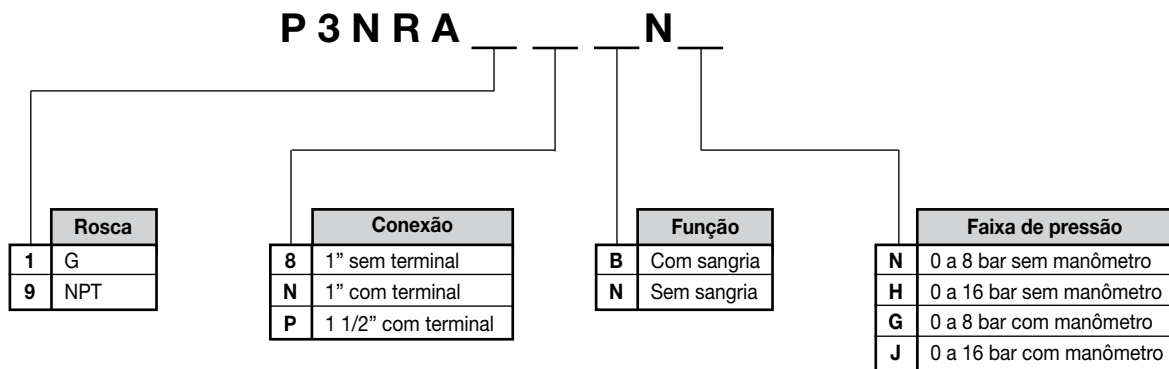 P 3 N R A __ __ __ N __
Rosca
1 G
9 NPT
Conexão
8 1” sem terminal
N 1” com terminal
P 1 1/2” com terminal
Função
B Com sangria
N Sem sangria
Faixa de pressão
N 0 a 8 bar sem manômetro
H 0 a 16 bar sem manômetro
G 0 a 8 bar com manômetro
J 0 a 16 bar com manômetro